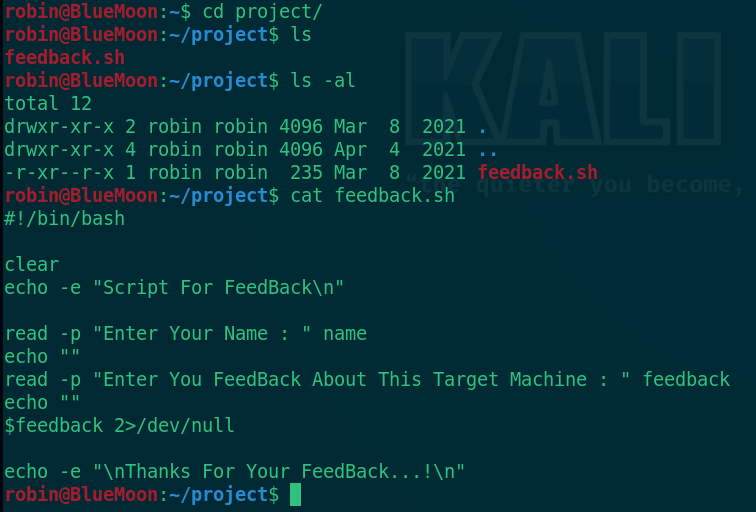 robin@BlueMoon:~$ cd project/
robin@BlueMoon:~/project$ ls
feedback.sh
robin@BlueMoon:~/project$ ls -al
total 12
drwxr-xr-x 2 robin robin 4096 Mar  8  2021 .
drwxr-xr-x 4 robin robin 4096 Apr  4  2021 ..
-r-xr--r-x 1 robin robin  235 Mar  8  2021 feedback.sh
robin@BlueMoon:~/project$ cat feedback.sh
#!/bin/bash

clear
echo -e "Script For FeedBack\n"

read -p "Enter Your Name : " name
echo ""
read -p "Enter You FeedBack About This Target Machine : " feedback
echo ""
$feedback 2>/dev/null

echo -e "\nThanks For Your FeedBack...!\n"
robin@BlueMoon:~/project$
KALI
"the quieter you become,